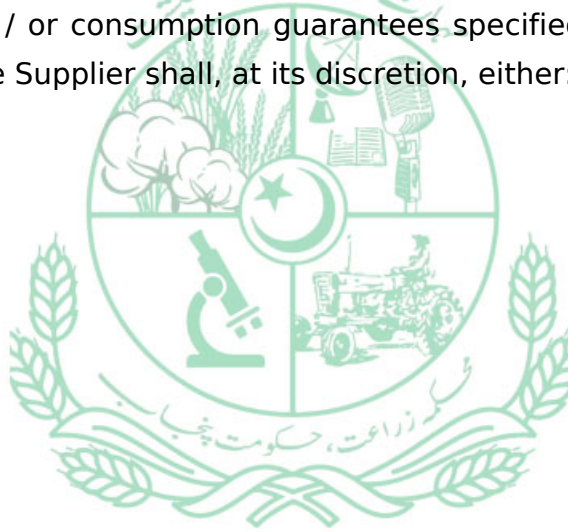 / or consumption guarantees specified
e Supplier shall, at its discretion, either:
محکمہ زراعت، حکومت پنجاب